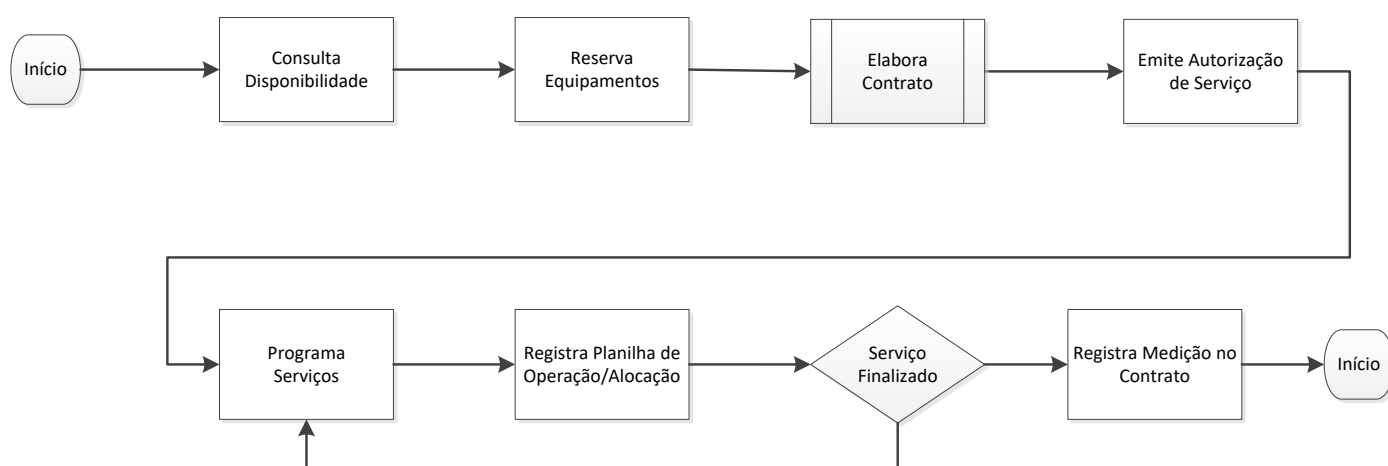 Início
Consulta
Disponibilidade
Reserva
Equipamentos
Elabora
Contrato
Emite Autorização
de Serviço
Programa
Serviços
Registra Planilha de
Operação/Alocação
Serviço
Finalizado
Registra Medição no
Contrato
Início